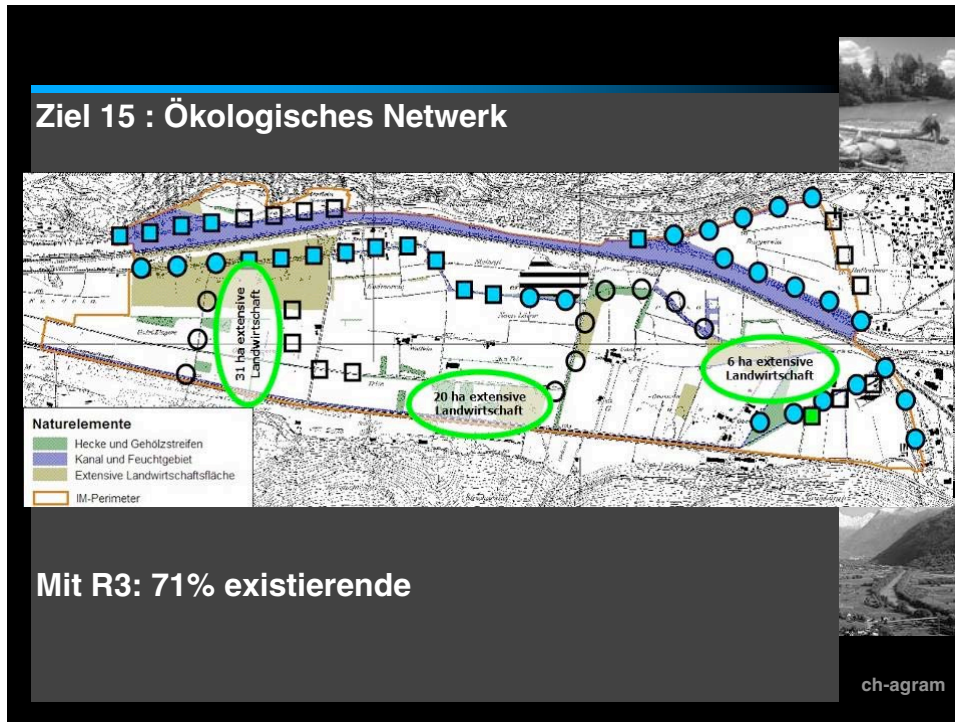 Ziel 15 : Ökologisches Netwerk
31 ha extensive
Landwirtschaft
20 ha extensive
Landwirtschaft
6 ha extensive
Landwirtschaft
Naturelemente
Hecke und Gehölzstreifen
Kanal und Feuchtgebiet
Extensive Landwirtschaftsfläche
IM-Perimeter
Mit R3: 71% existierende
ch-agram